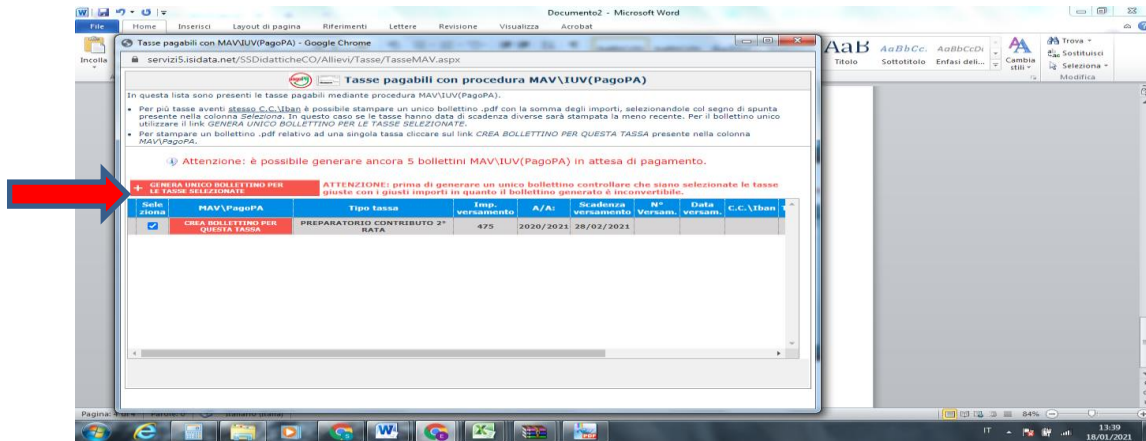 Documento2 - Microsoft Word
File Home Inserisci Layout di pagina Riferimenti Lettere Revisione Visualizza Acrobat
Incolla
AaB AaBbCc. AaBbCcDc
Titolo Sottotitolo Enfasi deli...
Cambia stili
Trova
Sostituisci
Seleziona
Modifica
Tasse pagabili con MAV\IUV(PagoPA) - Google Chrome
servizi5.isidata.net/SSDidatticheCO/Allievi/Tasse/TasseMAV.aspx
Tasse pagabili con procedura MAV\IUV(PagoPA)
In questa lista sono presenti le tasse pagabili mediante procedura MAV\IUV(PagoPA).
• Per più tasse aventi stesso C.C.\Iban è possibile stampare un unico bollettino .pdf con la somma degli importi, selezionandole col segno di spunta
presente nella colonna Seleziona. In questo caso se le tasse hanno data di scadenza diverse sarà stampata la meno recente. Per il bollettino unico
utilizzare il link GENERA UNICO BOLLETTINO PER LE TASSE SELEZIONATE.
• Per stampare un bollettino .pdf relativo ad una singola tassa cliccare sul link CREA BOLLETTINO PER QUESTA TASSA presente nella colonna
MAV\PagoPA.
Attenzione: è possibile generare ancora 5 bollettini MAV\IUV(PagoPA) in attesa di pagamento.
+ GENERA UNICO BOLLETTINO PER
LE TASSE SELEZIONATE
ATTENZIONE: prima di generare un unico bollettino controllare che siano selezionate le tasse
giuste con i giusti importi in quanto il bollettino generato è inconvertibile.
Sele ziona MAV\PagoPA Tipo tassa Imp. versamento A/A: Scadenza versamento N° Versam. Data versam. C.C.\Iban
CREA BOLLETTINO PER QUESTA TASSA PREPARATORIO CONTRIBUTO 2° RATA 475 2020/2021 28/02/2021
Pagina:
84%
IT 13:39
18/01/2021